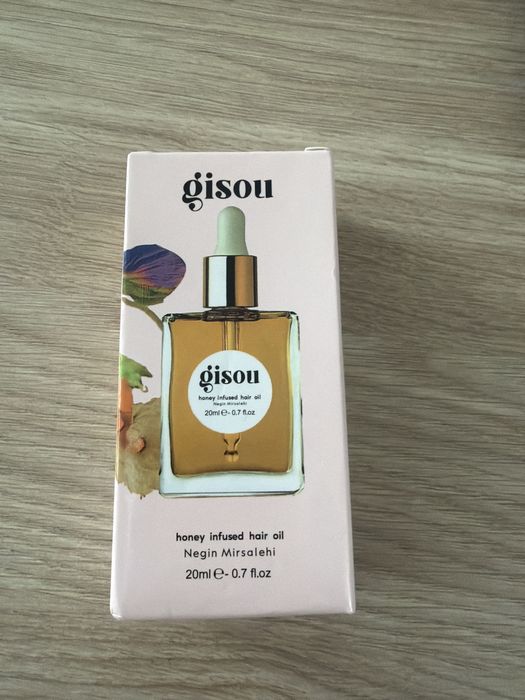 gisou
gisou
honey infused hair oil
Negin Mirsalehi
20ml ℮- 0.7 fl.oz
honey infused hair oil
Negin Mirsalehi
20ml ℮- 0.7 fl.oz